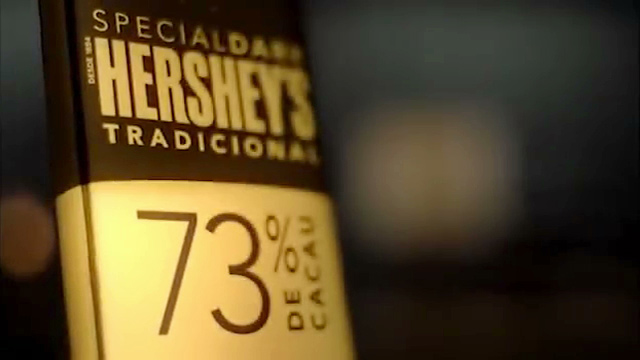 SPECIAL DARK
HERSHEY'S
DESDE 1894
TRADICIONAL
73%
DE
CACAU